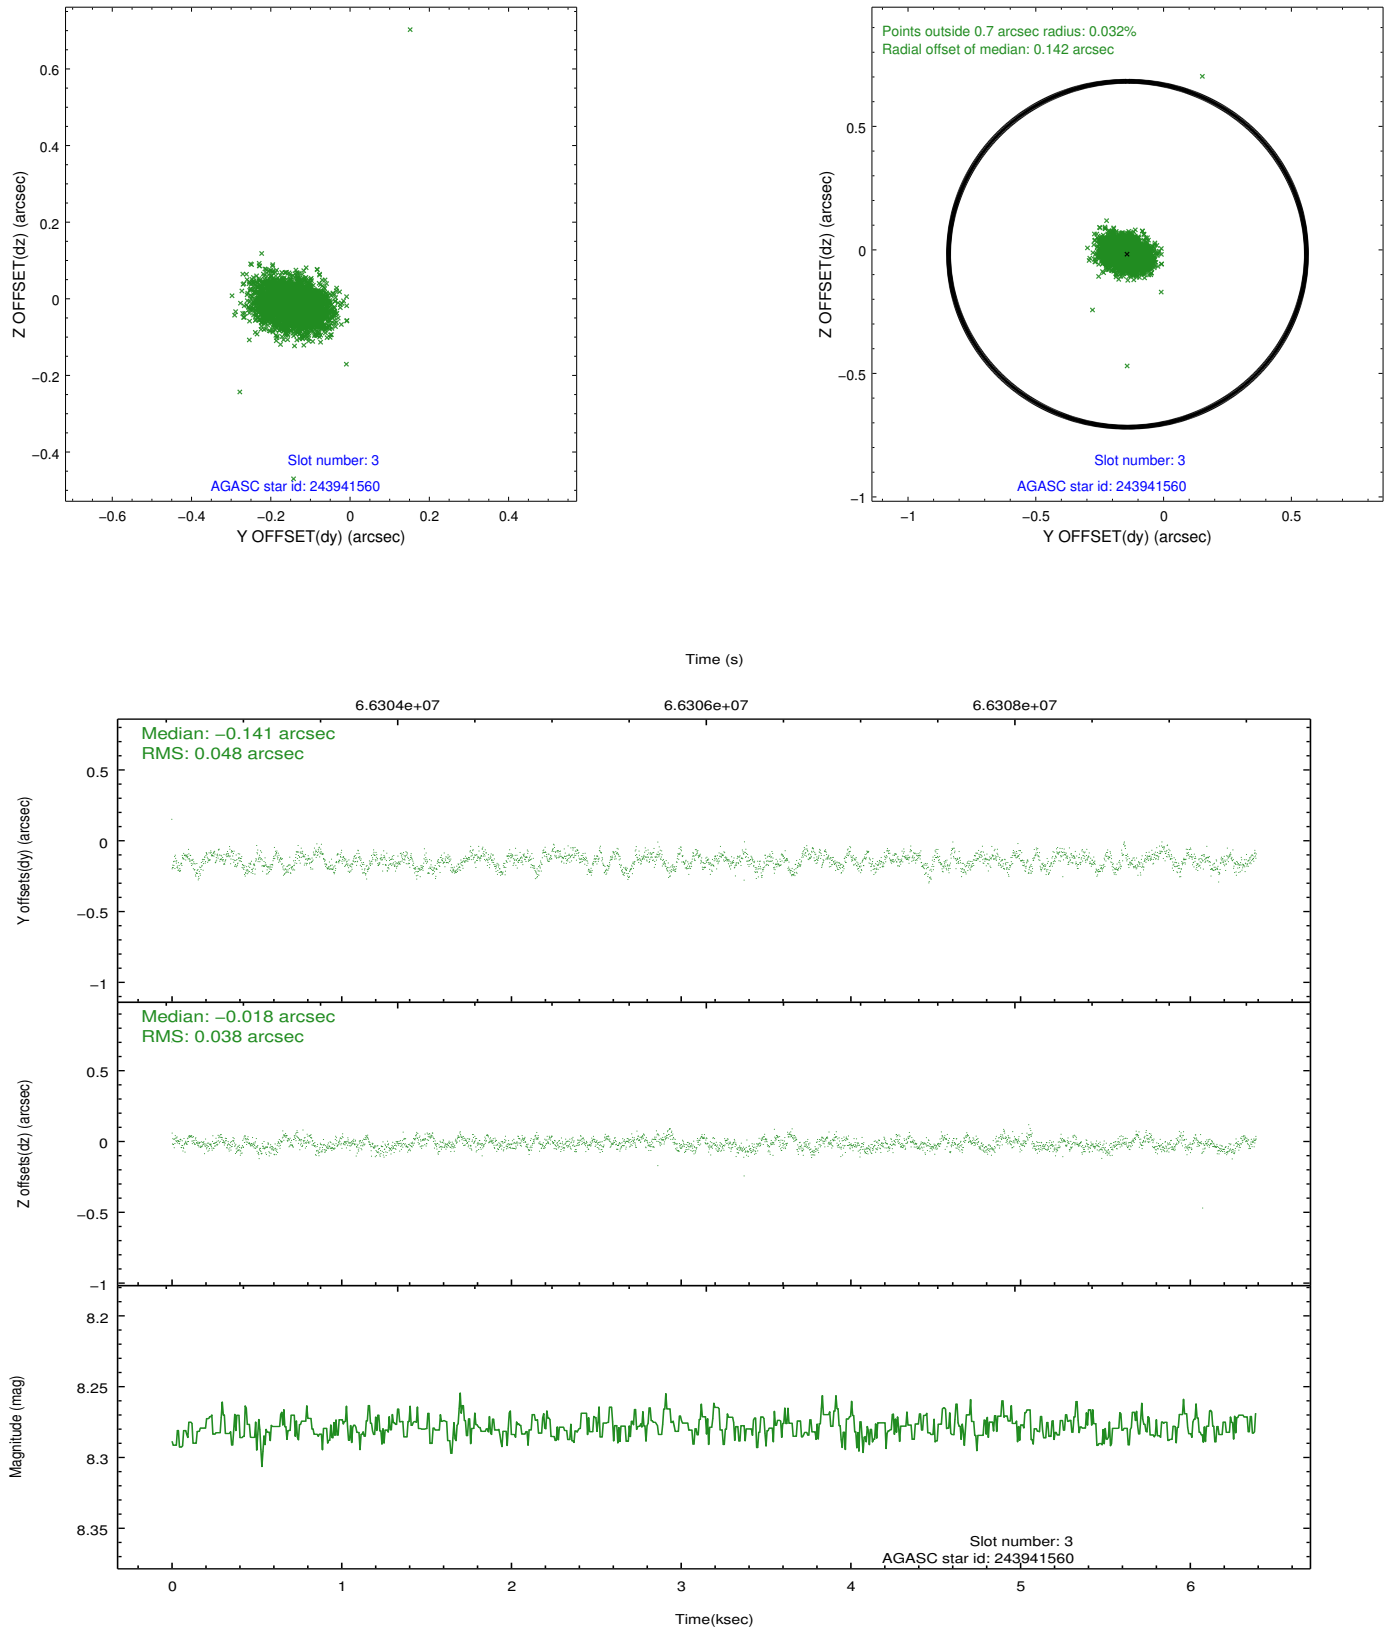 0.6
0.4
0.2
0
−0.2
−0.4
Z OFFSET(dz) (arcsec)
Slot number: 3
AGASC star id: 243941560
−0.6 −0.4 −0.2 0 0.2 0.4
Y OFFSET(dy) (arcsec)
Points outside 0.7 arcsec radius: 0.032%
Radial offset of median: 0.142 arcsec
0.5
0
−0.5
−1
Z OFFSET(dz) (arcsec)
Slot number: 3
AGASC star id: 243941560
−1 −0.5 0 0.5
Y OFFSET(dy) (arcsec)
Time (s)
6.6304e+07 6.6306e+07 6.6308e+07
Median: −0.141 arcsec
RMS: 0.048 arcsec
0.5
0
−0.5
−1
Y offsets(dy) (arcsec)
Median: −0.018 arcsec
RMS: 0.038 arcsec
0.5
0
−0.5
−1
Z offsets(dz) (arcsec)
8.2
8.25
8.3
8.35
Magnitude (mag)
Slot number: 3
AGASC star id: 243941560
0 1 2 3 4 5 6
Time(ksec)